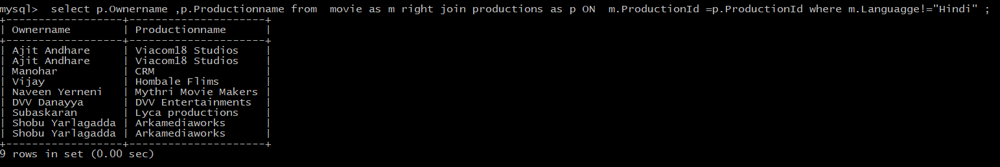 mysql>  select p.Ownername ,p.Productionname from  movie as m right join productions as p ON  m.ProductionId =p.ProductionId where m.Languagge!="Hindi" ;
+------------------+---------------------+
| Ownername        | Productionname      |
+------------------+---------------------+
| Ajit Andhare     | Viacom18 Studios    |
| Ajit Andhare     | Viacom18 Studios    |
| Manohar          | CRM                 |
| Vijay            | Hombale Flims       |
| Naveen Yerneni   | Mythri Movie Makers |
| DVV Danayya      | DVV Entertainments  |
| Subaskaran       | Lyca productions    |
| Shobu Yarlagadda | Arkamediaworks      |
| Shobu Yarlagadda | Arkamediaworks      |
+------------------+---------------------+
9 rows in set (0.00 sec)